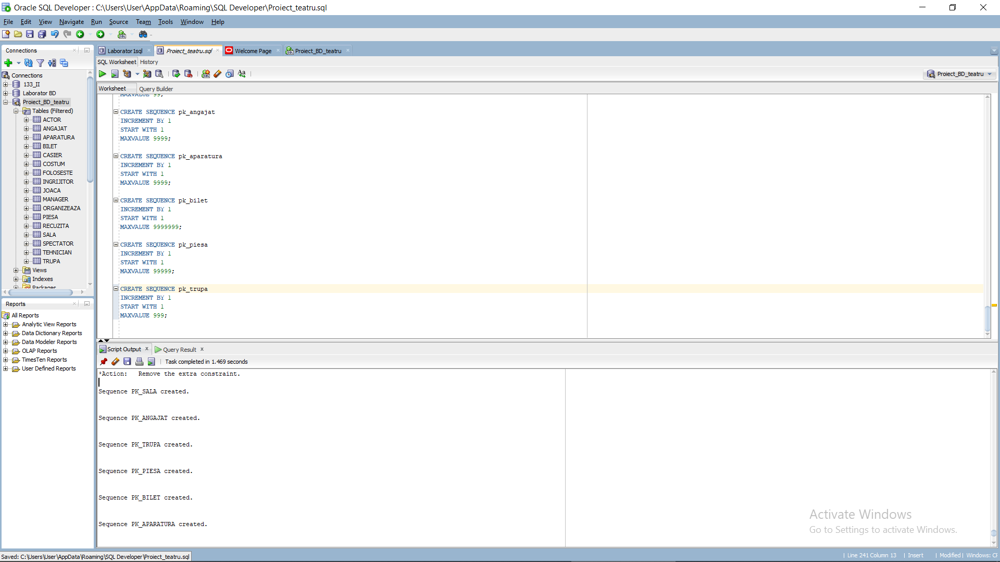 Oracle SQL Developer : C:\Users\User\AppData\Roaming\SQL Developer\Proiect_teatru.sql
File Edit View Navigate Run Source Team Tools Window Help
Connections
Laborator1sql
Proiect_teatru.sql
Welcome Page
Proiect_BD_teatru
SQL Worksheet History
Proiect_BD_teatru
Worksheet Query Builder
Connections
133_II
Laborator BD
Proiect_BD_teatru
Tables (Filtered)
ACTOR
ANGAJAT
APARATURA
BILET
CASIER
COSTUM
FOLOSESTE
INGRIJITOR
JOACA
MANAGER
ORGANIZEAZA
PIESA
RECUZITA
SALA
SPECTATOR
TEHNICIAN
TRUPA
Views
Indexes
Packages
MAXVALUE 99;
CREATE SEQUENCE pk_angajat
INCREMENT BY 1
START WITH 1
MAXVALUE 9999;
CREATE SEQUENCE pk_aparatura
INCREMENT BY 1
START WITH 1
MAXVALUE 9999;
CREATE SEQUENCE pk_bilet
INCREMENT BY 1
START WITH 1
MAXVALUE 9999999;
CREATE SEQUENCE pk_piesa
INCREMENT BY 1
START WITH 1
MAXVALUE 99999;
CREATE SEQUENCE pk_trupa
INCREMENT BY 1
START WITH 1
MAXVALUE 999;
Reports
All Reports
Analytic View Reports
Data Dictionary Reports
Data Modeler Reports
OLAP Reports
TimesTen Reports
User Defined Reports
Script Output Query Result
Task completed in 1.469 seconds
*Action: Remove the extra constraint.
Sequence PK_SALA created.
Sequence PK_ANGAJAT created.
Sequence PK_TRUPA created.
Sequence PK_PIESA created.
Sequence PK_BILET created.
Sequence PK_APARATURA created.
Activate Windows
Go to Settings to activate Windows.
Saved: C:\Users\User\AppData\Roaming\SQL Developer\Proiect_teatru.sql
Line 241 Column 13 | Insert | Modified | Windows: CR